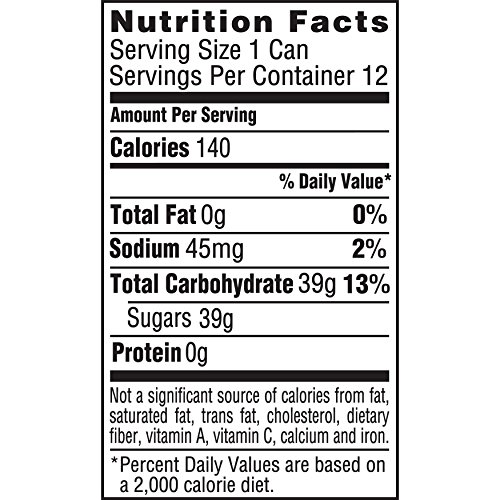 Nutrition Facts
Serving Size 1 Can
Servings Per Container 12
Amount Per Serving
Calories 140
% Daily Value*
Total Fat 0g 0%
Sodium 45mg 2%
Total Carbohydrate 39g 13%
Sugars 39g
Protein 0g
Not a significant source of calories from fat,
saturated fat, trans fat, cholesterol, dietary
fiber, vitamin A, vitamin C, calcium and iron.
*Percent Daily Values are based on
a 2,000 calorie diet.